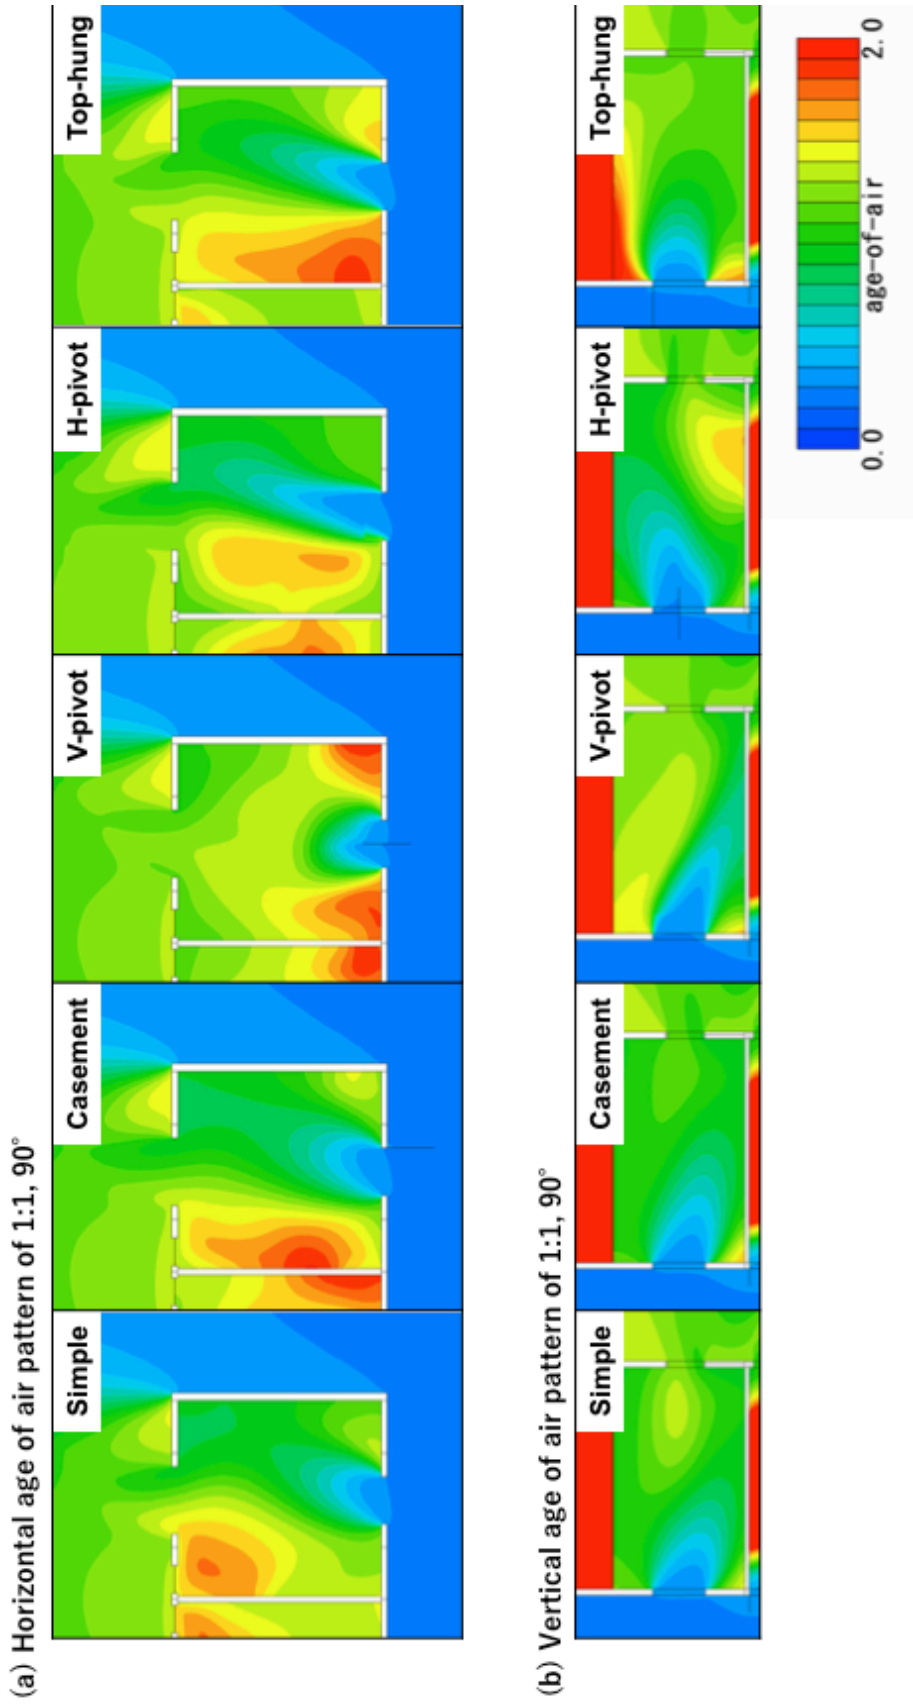 (a) Horizontal age of air pattern of 1:1, 90°
Simple
Casement
V-pivot
H-pivot
Top-hung
(b) Vertical age of air pattern of 1:1, 90°
Simple
Casement
V-pivot
H-pivot
Top-hung
0.0
age-of-air
2.0